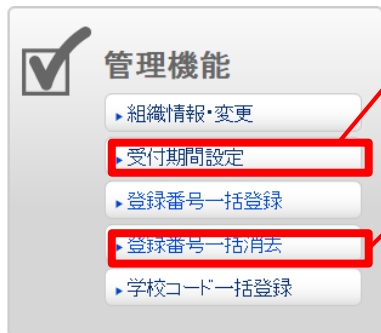 管理機能
組織情報・変更
受付期間設定
登録番号一括登録
登録番号一括消去
学校コード一括登録